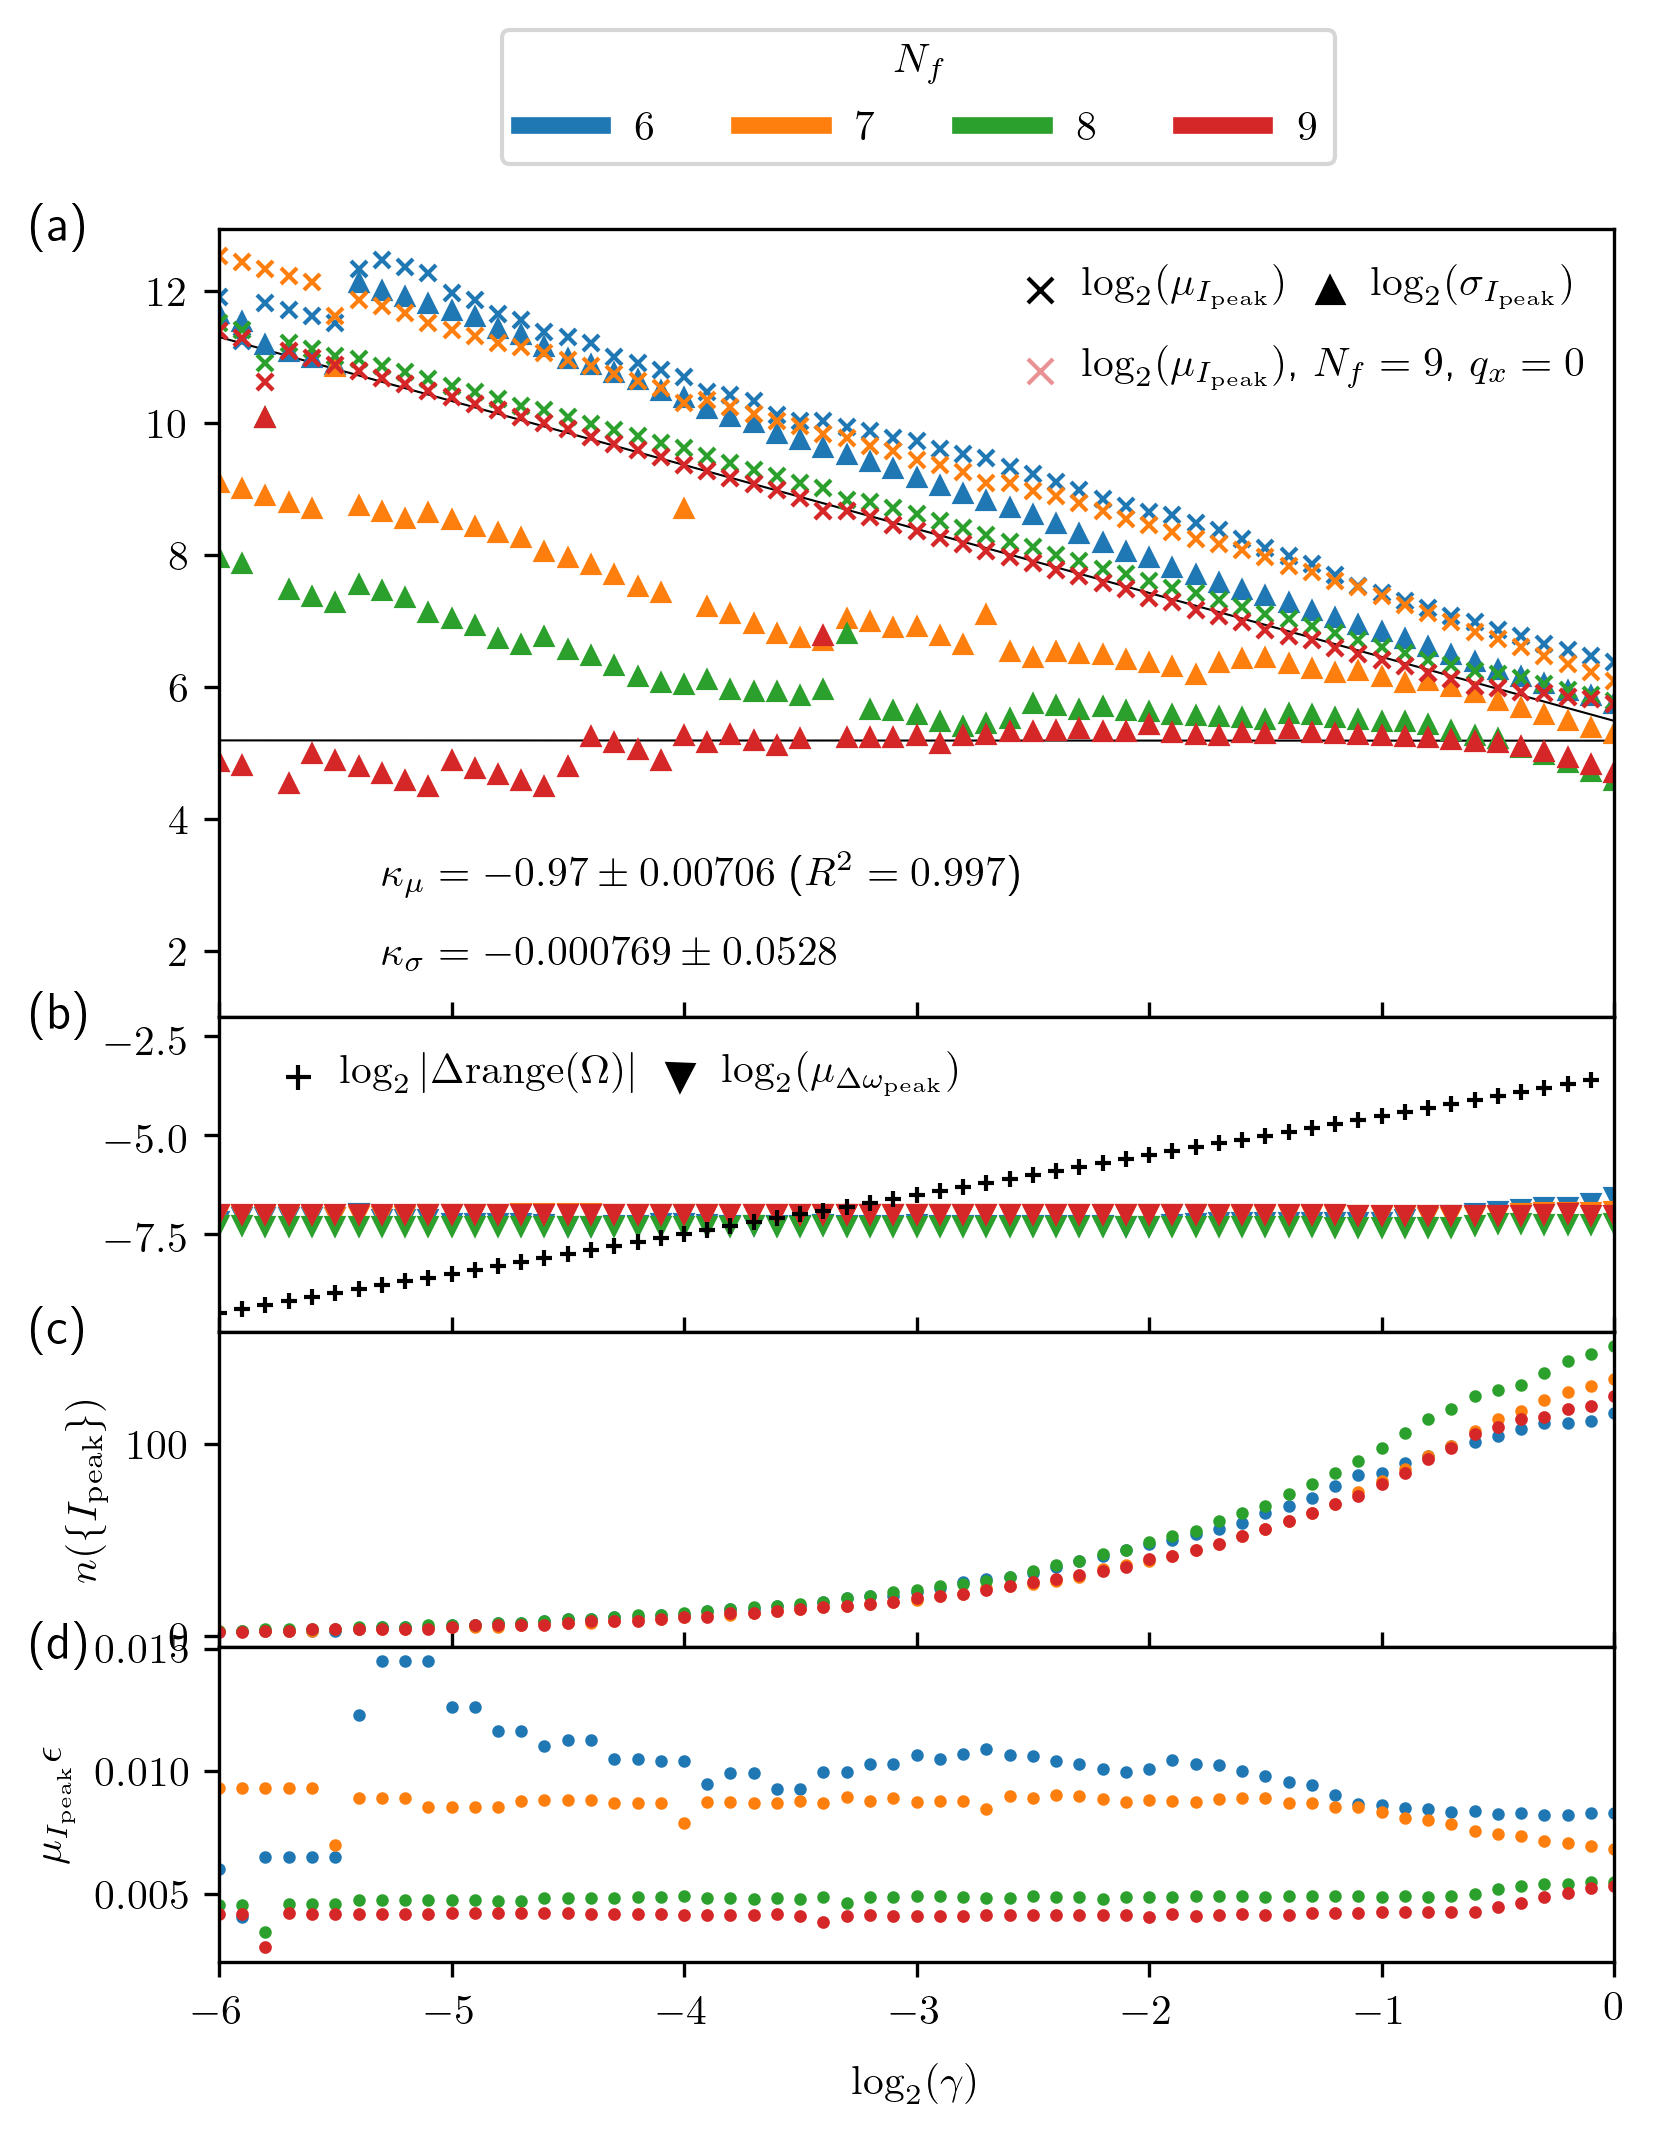 N_f
6 7 8 9
(a)
log₂(μ_{I_peak}) log₂(σ_{I_peak})
log₂(μ_{I_peak}), N_f = 9, q_x = 0
12
10
8
6
4
2
κ_μ = −0.97 ± 0.00706 (R² = 0.997)
κ_σ = −0.000769 ± 0.0528
(b)
log₂ |Δrange(Ω)| log₂(μ_{Δω_peak})
−2.5
−5.0
−7.5
(c)
n({I_peak})
100
0
(d)
μ_{I_peak}ϵ
0.015
0.010
0.005
−6 −5 −4 −3 −2 −1 0
log₂(γ)